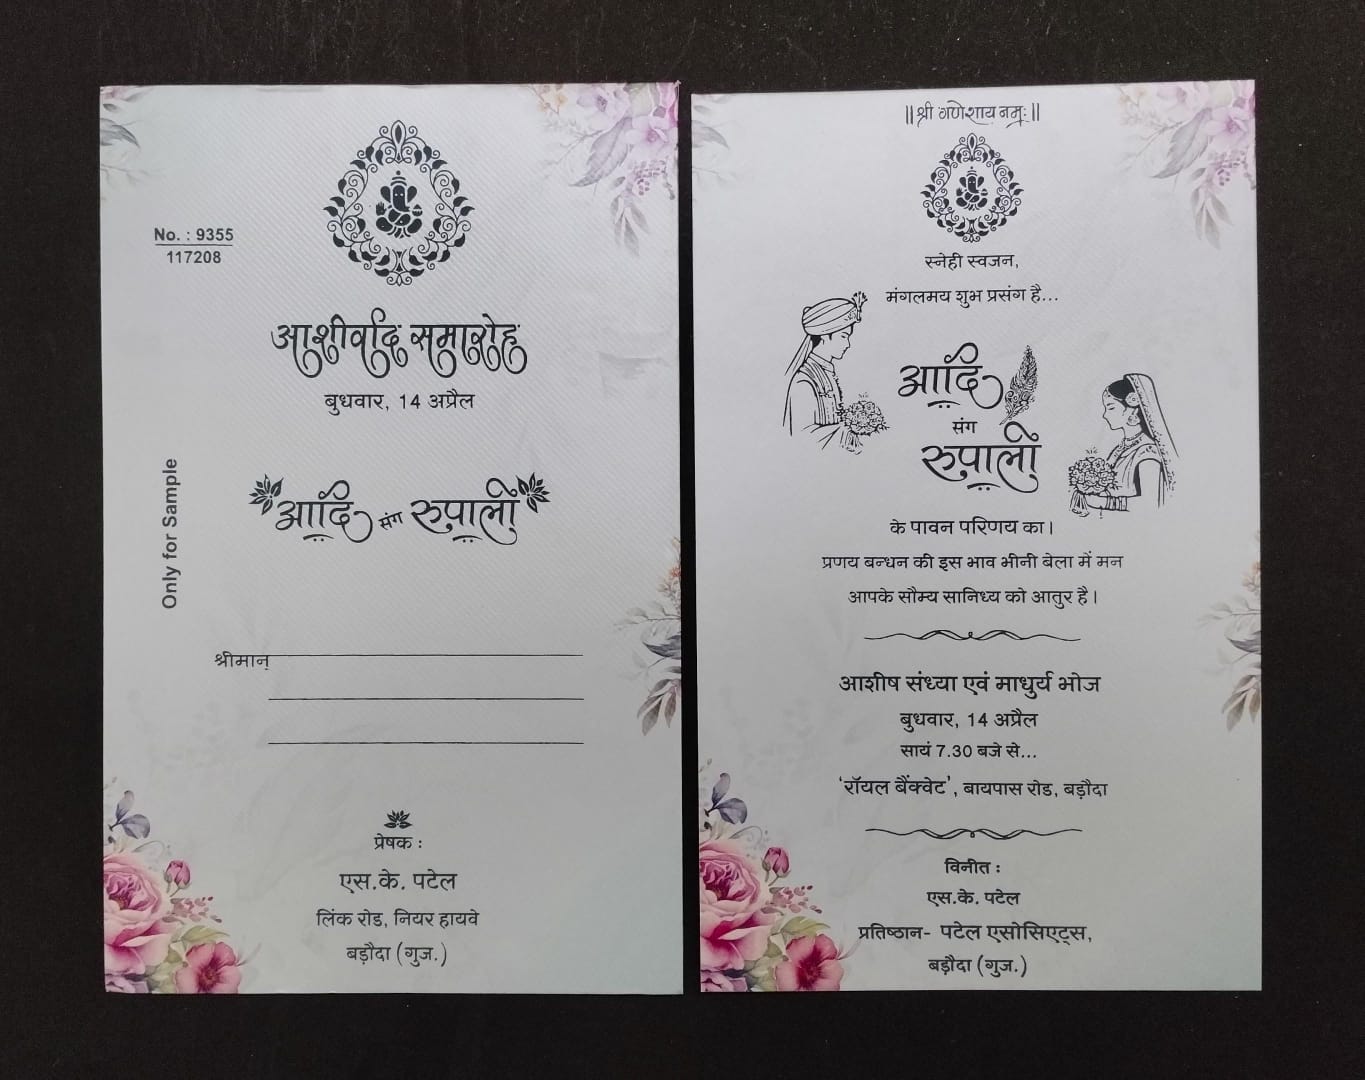 No. : 9355
117208
आशीर्वाद समारोह
बुधवार, 14 अप्रैल
Only for Sample
आदि संग रुपाली
श्रीमान्
प्रेषक :
एस.के. पटेल
लिंक रोड, नियर हायवे
बड़ौदा (गुज.)
||श्री गणेशाय नमः||
स्नेही स्वजन,
मंगलमय शुभ प्रसंग है...
आदि
संग
रुपाली
के पावन परिणय का।
प्रणय बन्धन की इस भाव भीनी बेला में मन
आपके सौम्य सानिध्य को आतुर है।
आशीष संध्या एवं माधुर्य भोज
बुधवार, 14 अप्रैल
सायं 7.30 बजे से...
‘रॉयल बैंक्वेट’, बायपास रोड, बड़ौदा
विनीत :
एस.के. पटेल
प्रतिष्ठान- पटेल एसोसिएट्स,
बड़ौदा (गुज.)